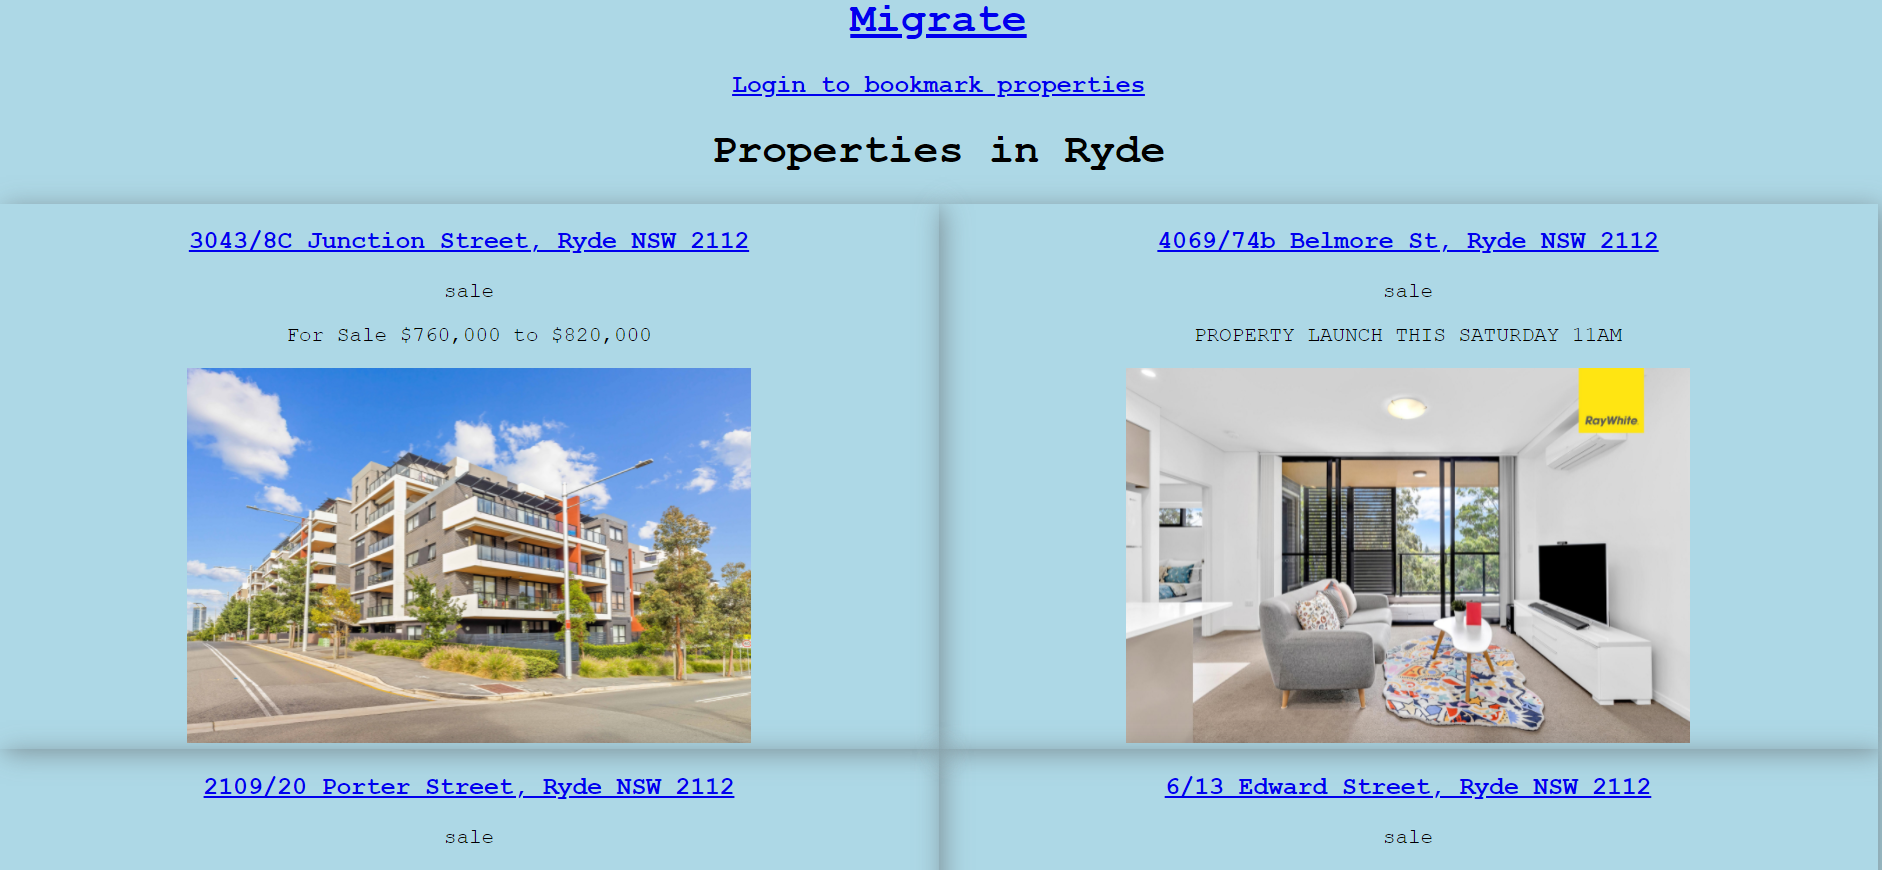 Migrate
Login to bookmark properties
Properties in Ryde
3043/8C Junction Street, Ryde NSW 2112
sale
For Sale $760,000 to $820,000
4069/74b Belmore St, Ryde NSW 2112
sale
PROPERTY LAUNCH THIS SATURDAY 11AM
RayWhite
2109/20 Porter Street, Ryde NSW 2112
sale
6/13 Edward Street, Ryde NSW 2112
sale